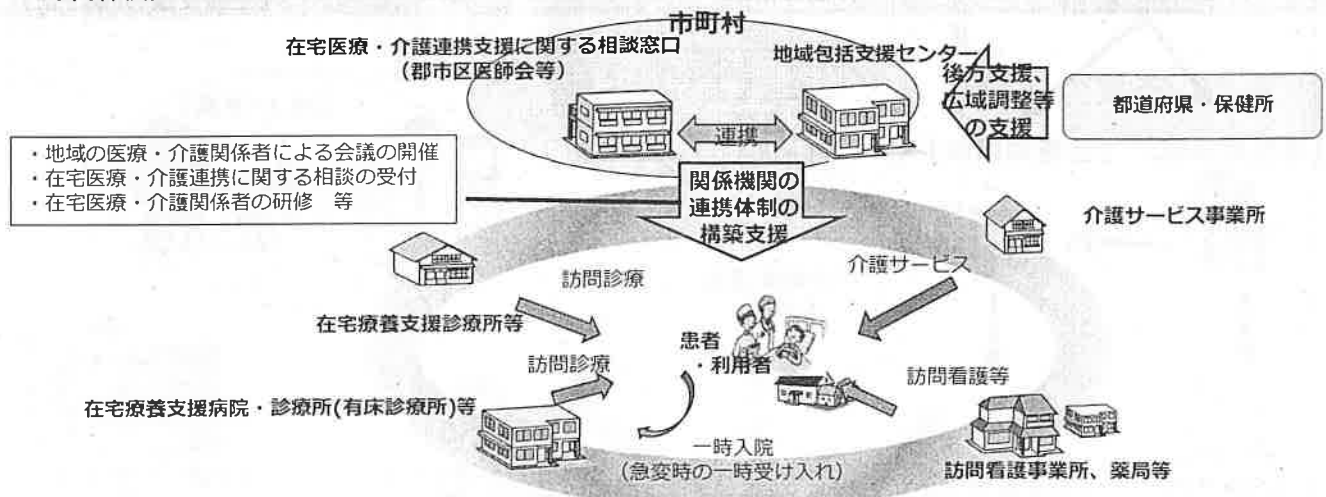 市町村
在宅医療・介護連携支援に関する相談窓口
（郡市区医師会等）
地域包括支援センター
後方支援、
広域調整等
の支援
都道府県・保健所
連携
・地域の医療・介護関係者による会議の開催
・在宅医療・介護連携に関する相談の受付
・在宅医療・介護関係者の研修　等
関係機関の
連携体制の
構築支援
介護サービス事業所
訪問診療
介護サービス
在宅療養支援診療所等
患者
・利用者
訪問診療
訪問看護等
在宅療養支援病院・診療所(有床診療所)等
一時入院
(急変時の一時受け入れ)
訪問看護事業所、薬局等